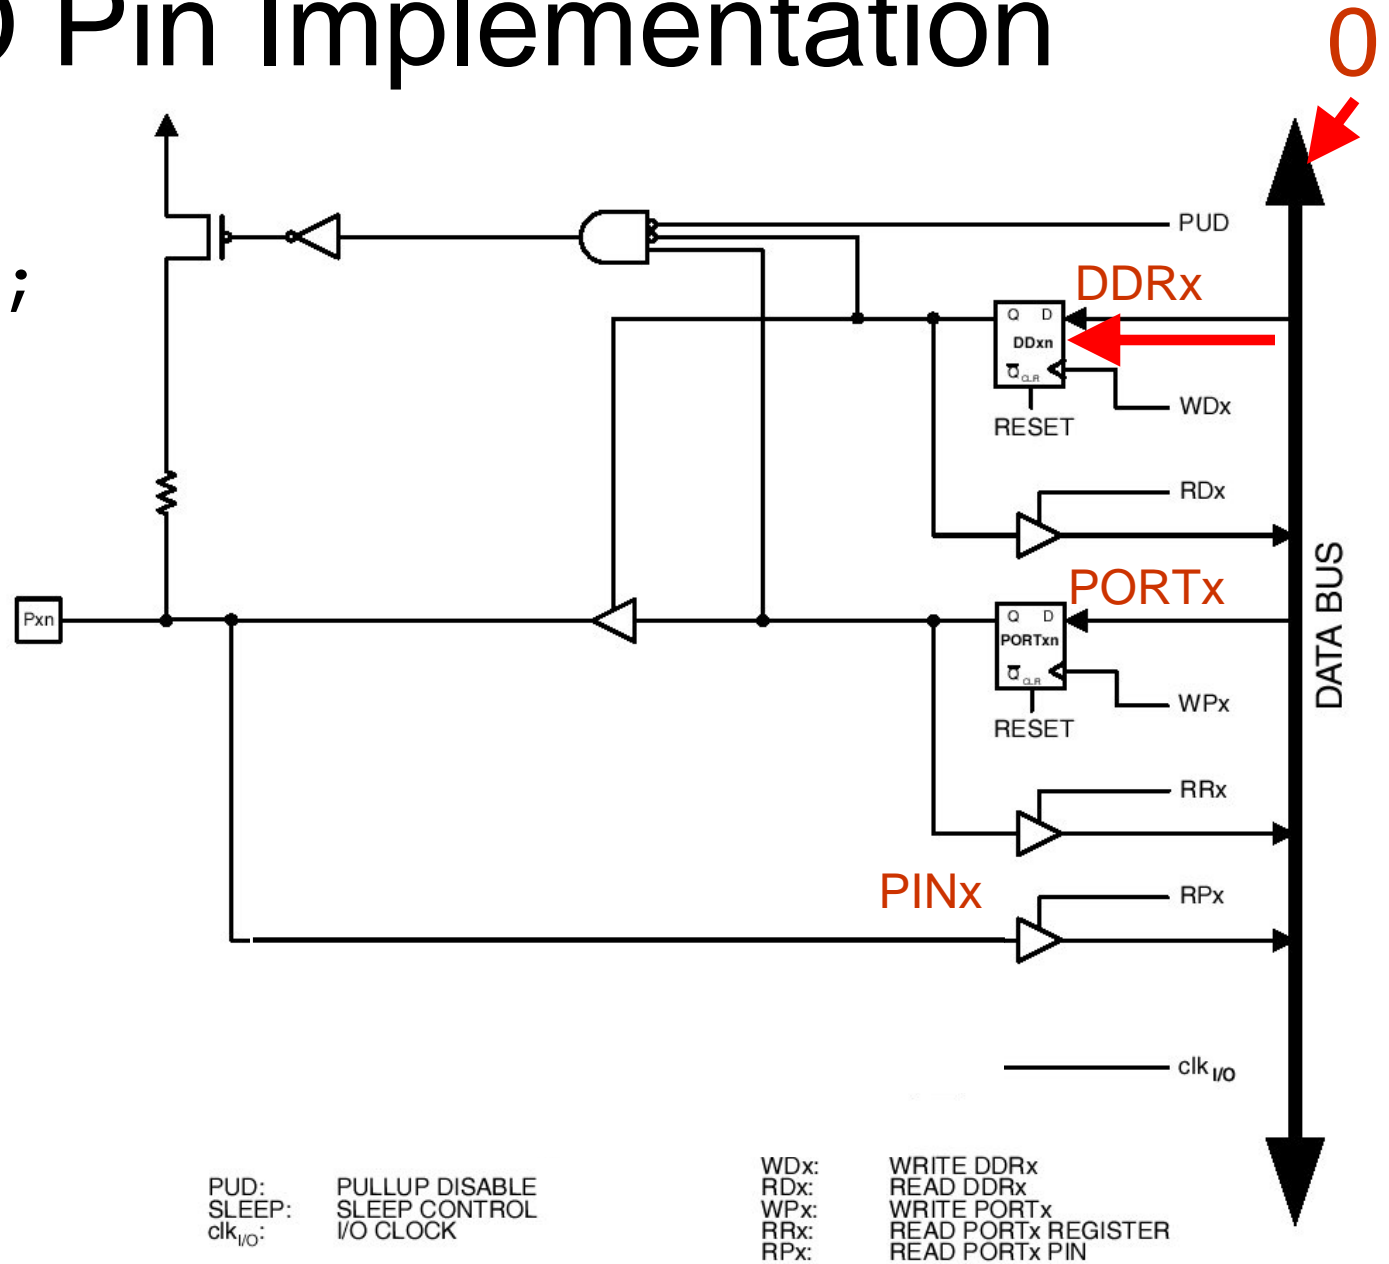 Pin Implementation
0
;
PUD
DDRx
Q D
DDxn
Q CLR
WDx
RESET
RDx
PORTx
Pxn
Q D
PORTxn
Q CLR
DATA BUS
WPx
RESET
RRx
PINx
RPx
clk I/O
PUD: PULLUP DISABLE
SLEEP: SLEEP CONTROL
clk I/O: I/O CLOCK
WDx: WRITE DDRx
RDx: READ DDRx
WPx: WRITE PORTx
RRx: READ PORTx REGISTER
RPx: READ PORTx PIN